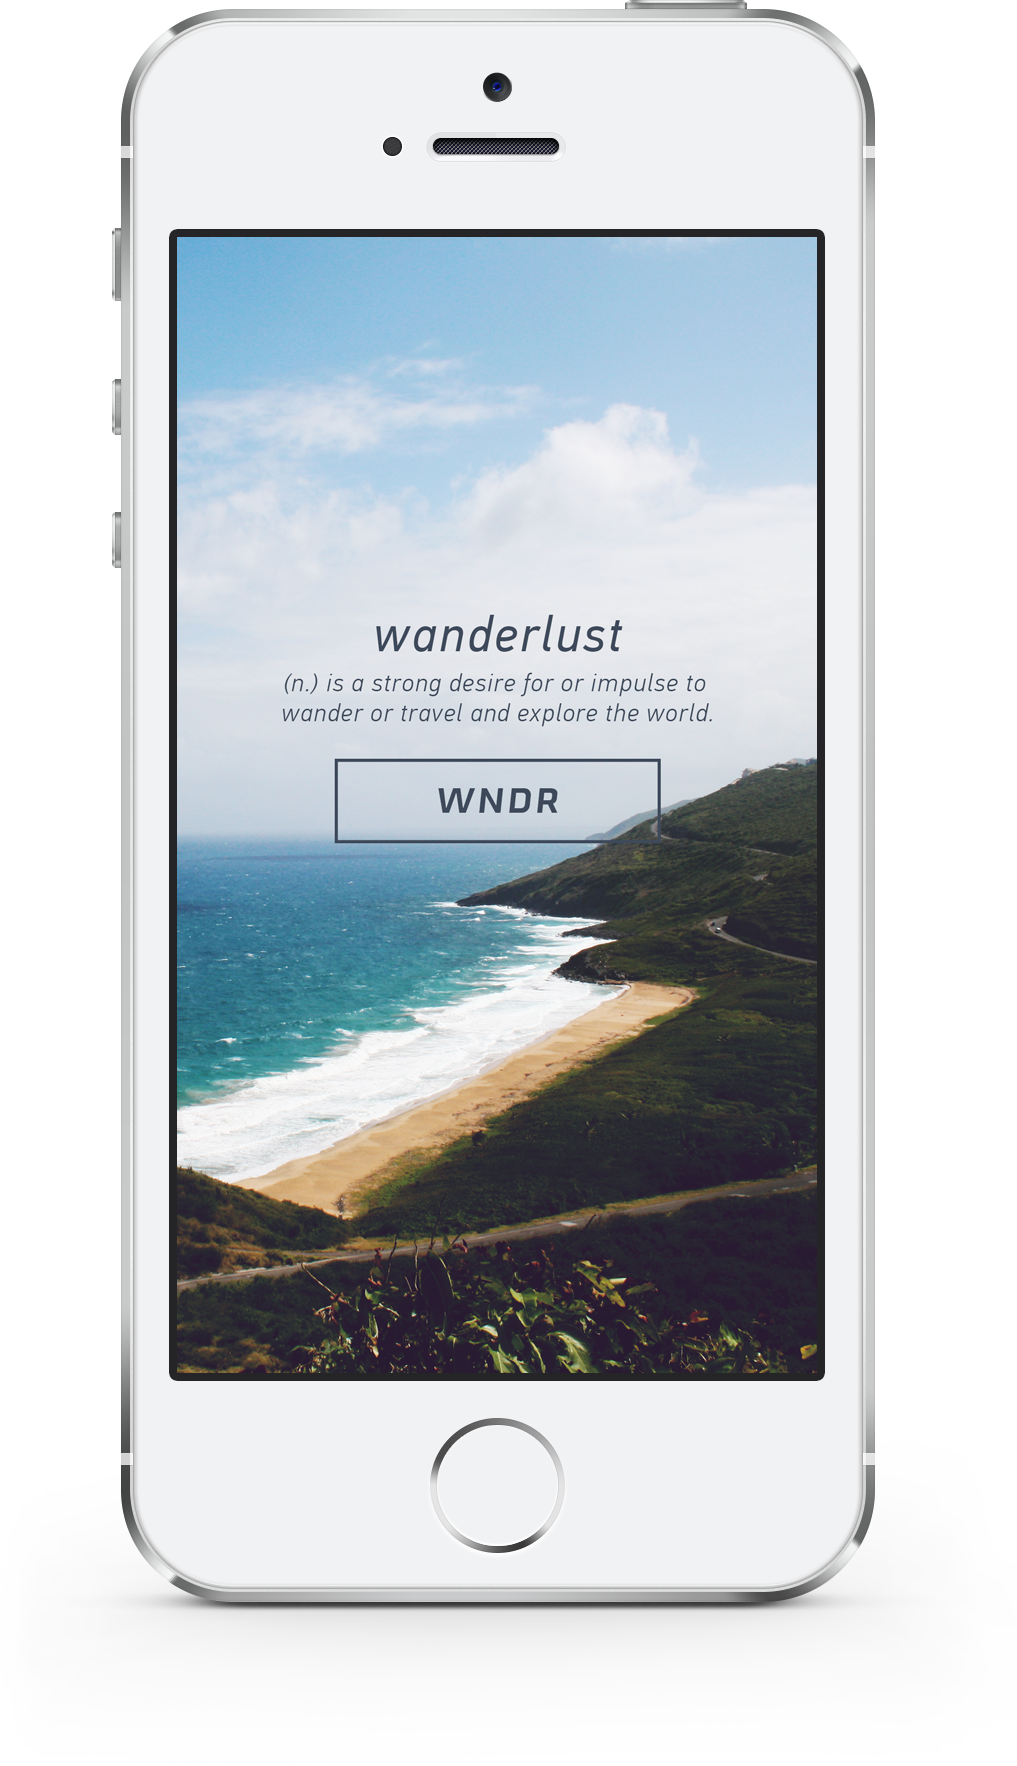 wanderlust
(n.) is a strong desire for or impulse to
wander or travel and explore the world.
WNDR